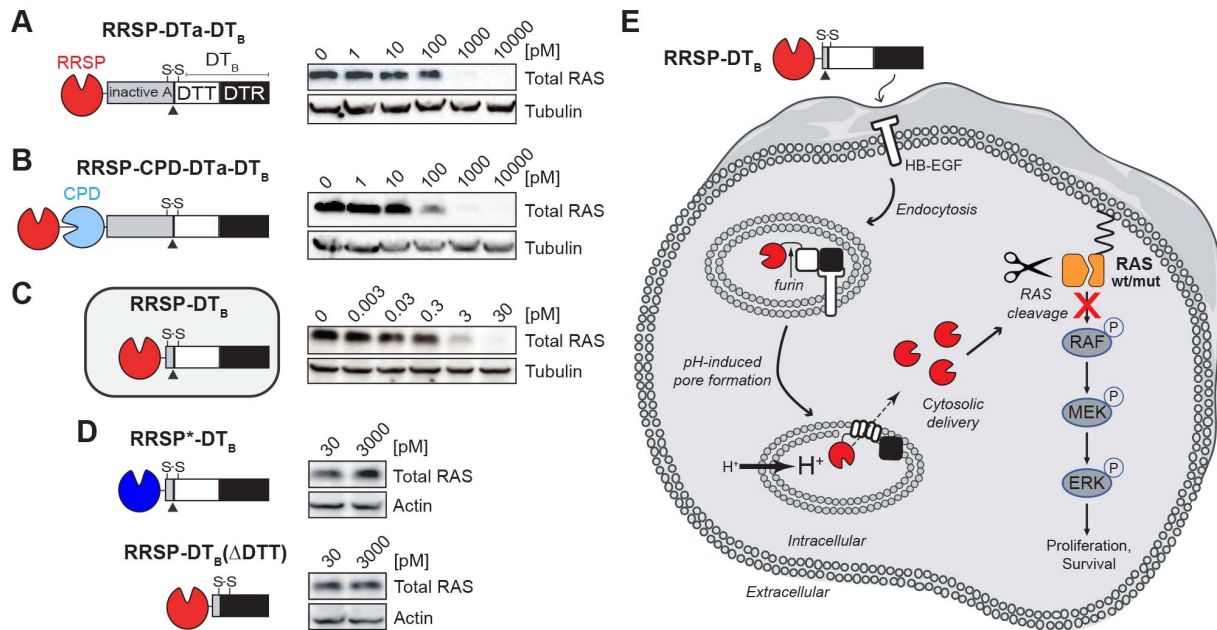 A
RRSP-DTa-DTB
RRSP
S-S
DTB
inactive A
DTT
DTR
0 1 10 100 1000 10000 [pM]
Total RAS
Tubulin
B
RRSP-CPD-DTa-DTB
CPD
S-S
0 1 10 100 1000 10000 [pM]
Total RAS
Tubulin
C
RRSP-DTB
S-S
0 0.003 0.03 0.3 3 30 [pM]
Total RAS
Tubulin
D
RRSP*-DTB
S-S
30 3000 [pM]
Total RAS
Actin
RRSP-DTB(ΔDTT)
S-S
30 3000 [pM]
Total RAS
Actin
E
RRSP-DTB
S-S
HB-EGF
Endocytosis
furin
pH-induced
pore formation
H+
H+
Cytosolic
delivery
RAS
cleavage
RAS
wt/mut
RAF
P
MEK
P
ERK
P
Proliferation,
Survival
Intracellular
Extracellular